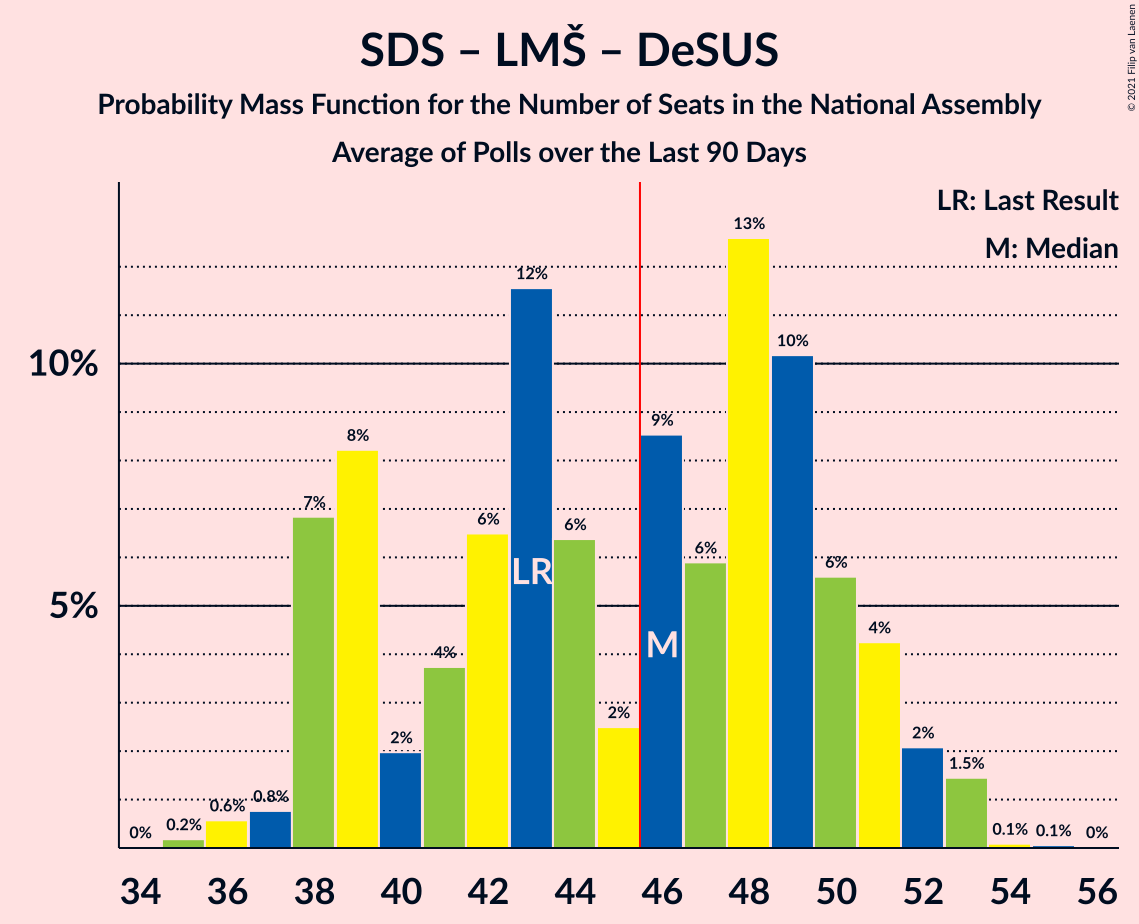 SDS – LMŠ – DeSUS
Probability Mass Function for the Number of Seats in the National Assembly
Average of Polls over the Last 90 Days
© 2021 Filip van Laenen
LR: Last Result
M: Median
10%
5%
0%
0.2%
0.6%
0.8%
7%
8%
2%
4%
6%
12%
6%
2%
9%
6%
13%
10%
6%
4%
2%
1.5%
0.1%
0.1%
0%
LR
M
34 36 38 40 42 44 46 48 50 52 54 56